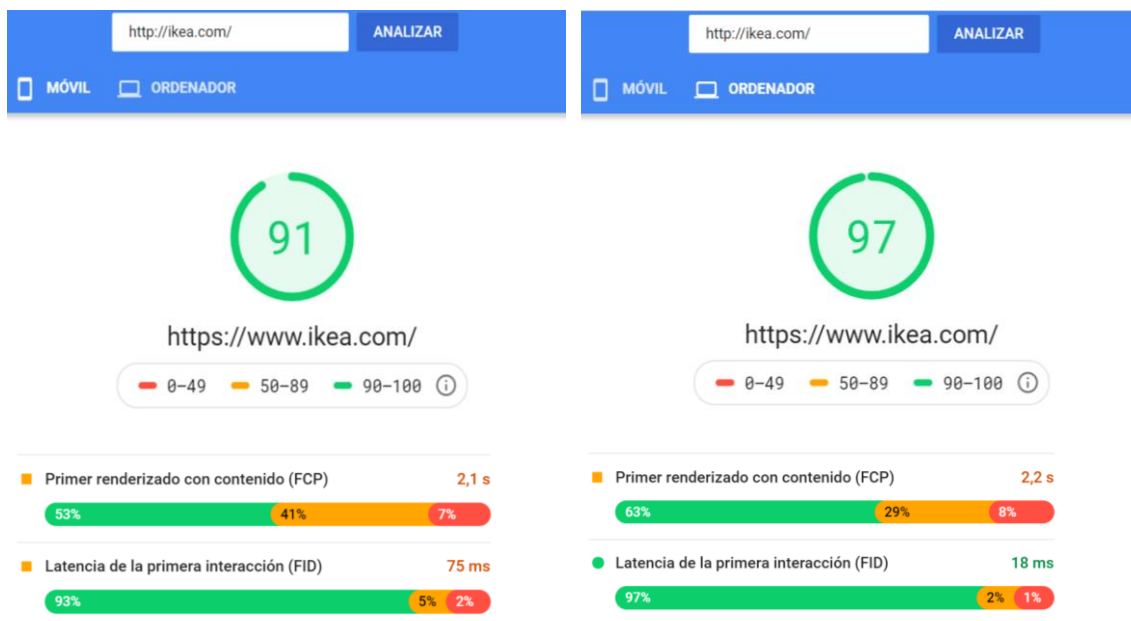 http://ikea.com/
ANALIZAR
MÓVIL
ORDENADOR
91
https://www.ikea.com/
0–49
50–89
90–100
Primer renderizado con contenido (FCP)
2,1 s
53%
41%
7%
Latencia de la primera interacción (FID)
75 ms
93%
5%
2%
http://ikea.com/
ANALIZAR
MÓVIL
ORDENADOR
97
https://www.ikea.com/
0–49
50–89
90–100
Primer renderizado con contenido (FCP)
2,2 s
63%
29%
8%
Latencia de la primera interacción (FID)
18 ms
97%
2%
1%